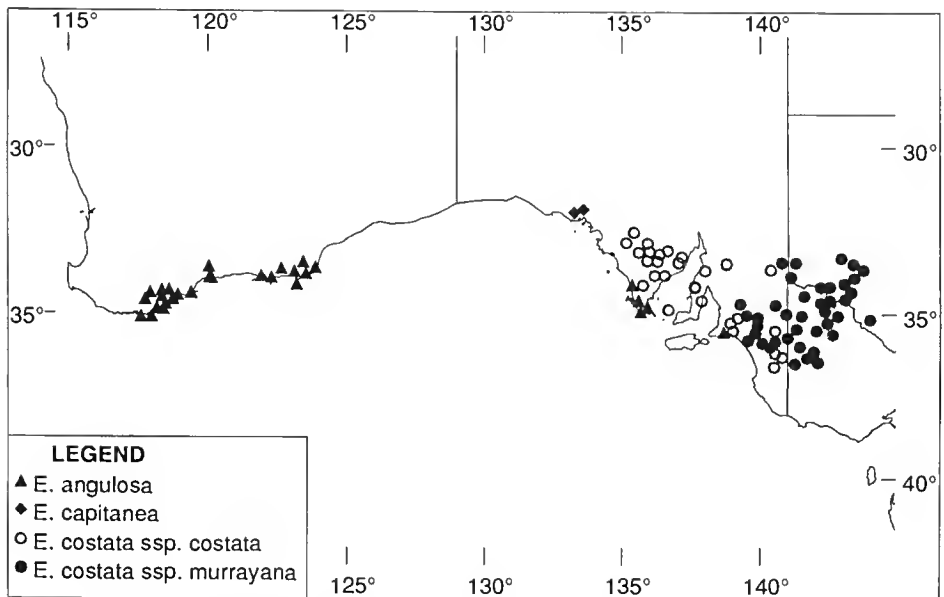 115° 120° 125° 130° 135° 140°
30° 30°
35° 35°
LEGEND
E. angulosa
E. capitanea
E. costata ssp. costata
E. costata ssp. murrayana
40°
125° 130° 135° 140°